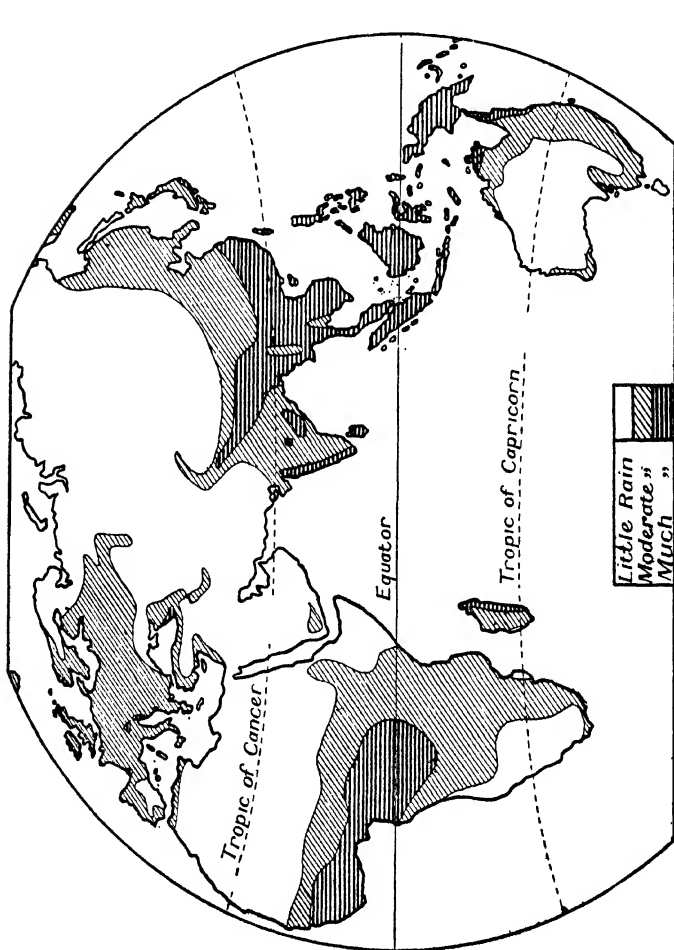 Tropic of Cancer
Equator
Tropic of Capricorn
Little Rain
Moderate "
Much "